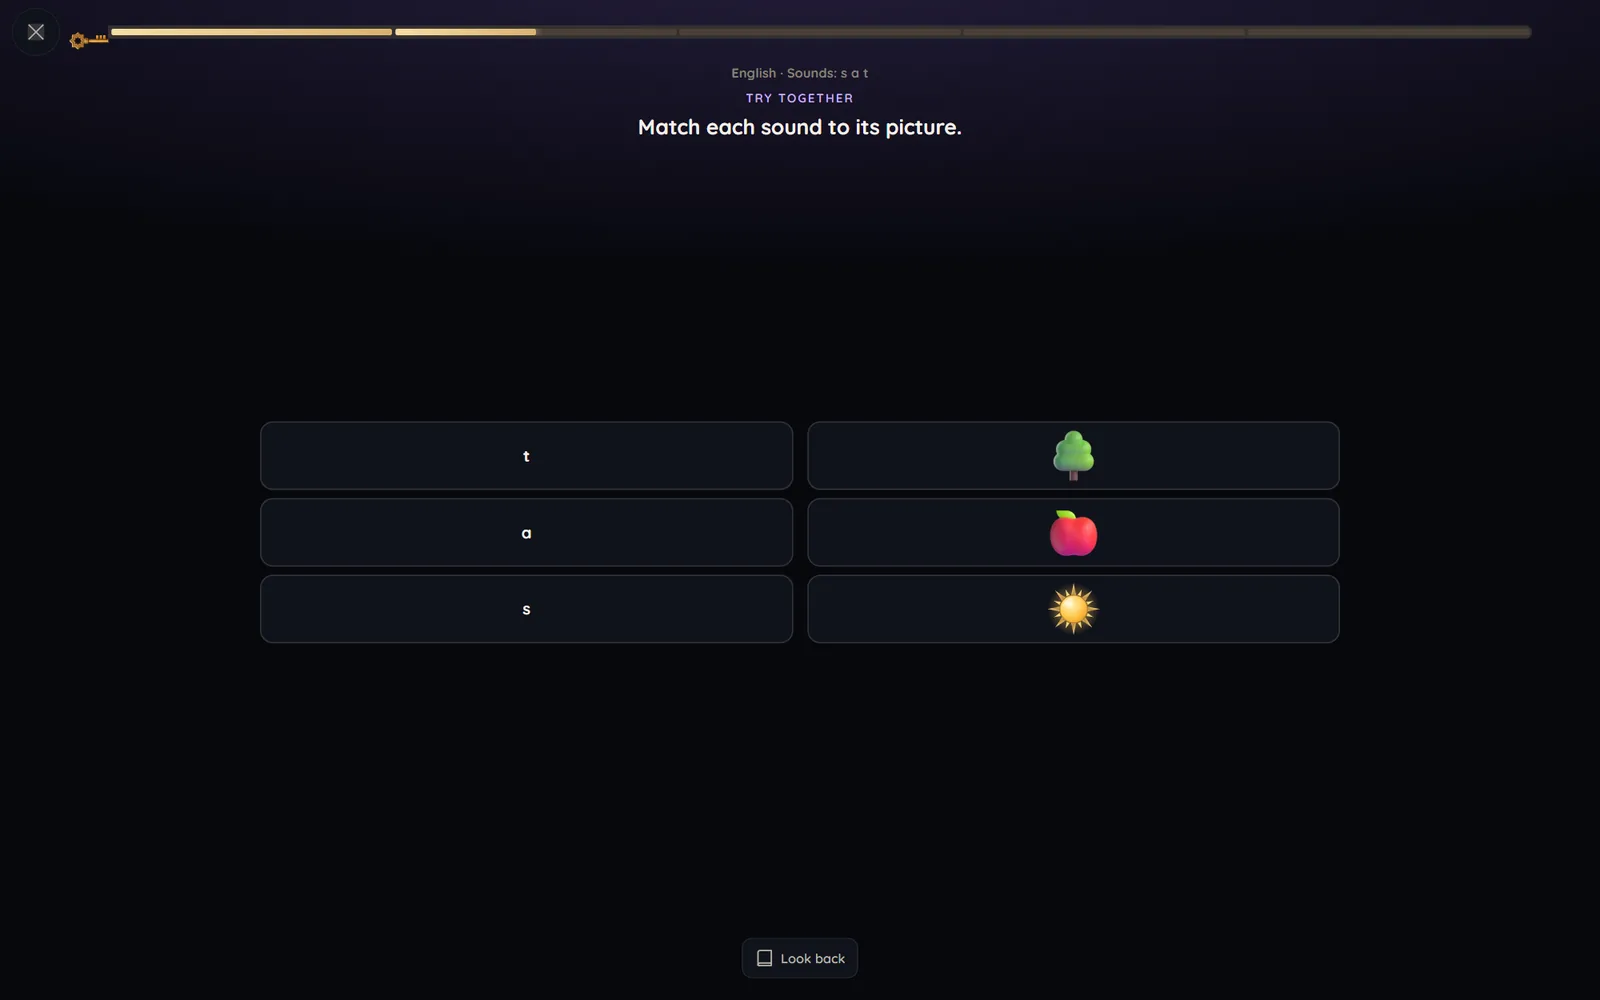 English · Sounds: s a t
TRY TOGETHER
Match each sound to its picture.
t
a
s
Look back